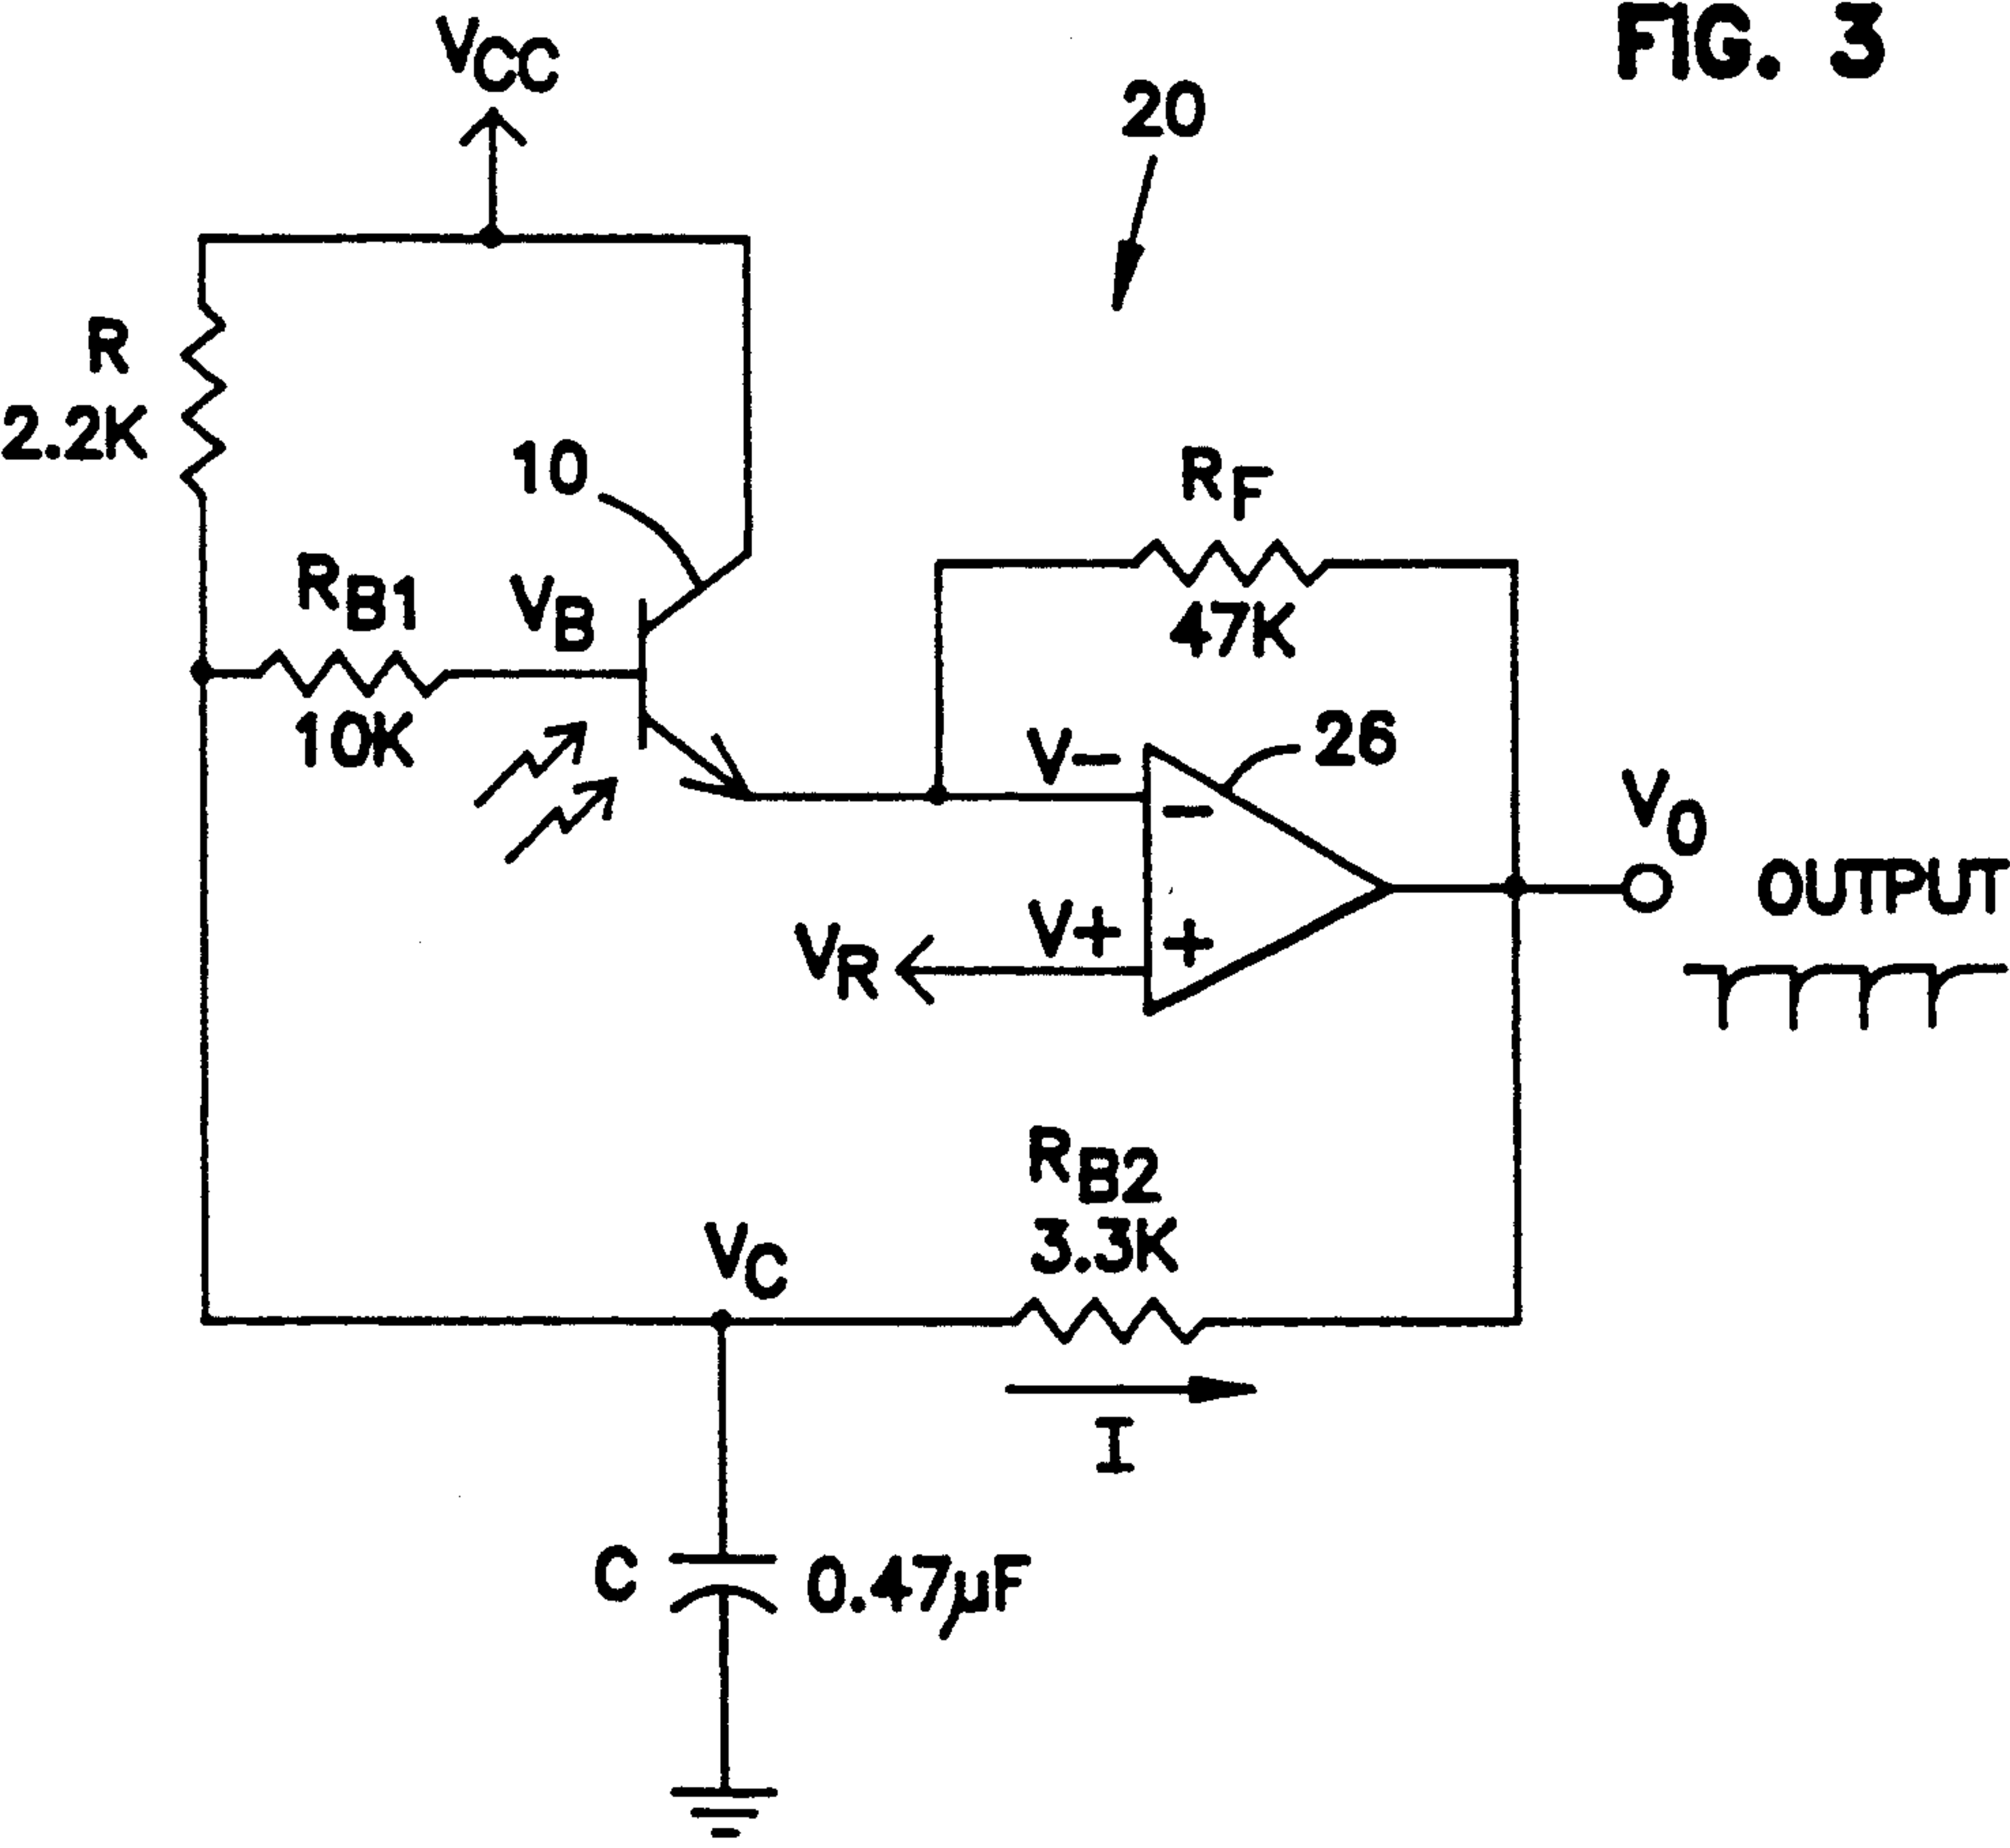 FIG. 3
VCC
20
R
2.2K
10
RF
47K
RB1
10K
VB
V-
26
-
VO
OUTPUT
V+
+
VR
RB2
3.3K
VC
I
C
0.47µF